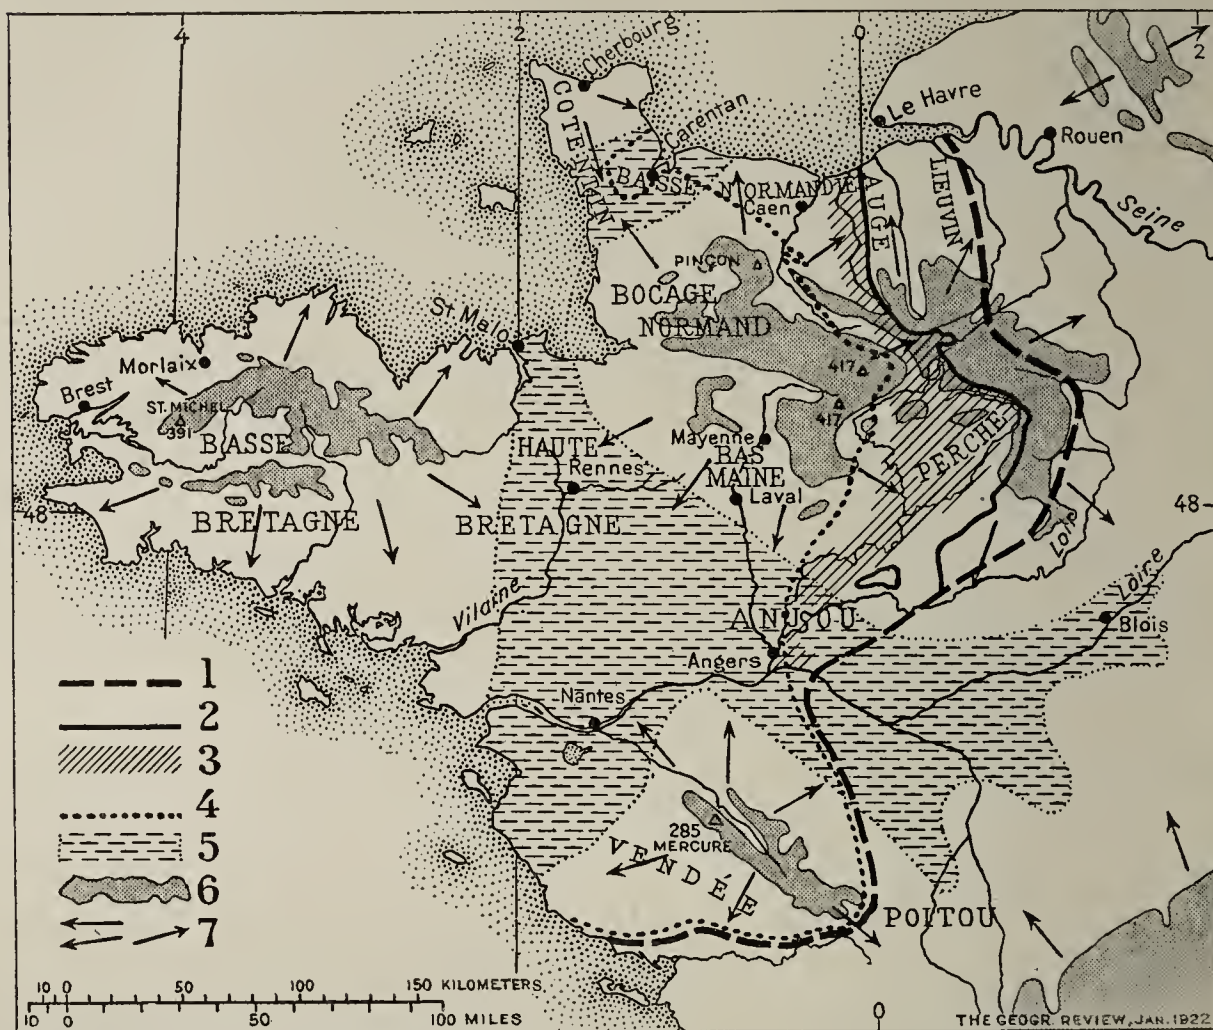 4
2
0
2
Cherbourg
COTENTIN
Carentan
Le Havre
Rouen
BASSE NORMANDIE
Caen
AUGE
LIEUVIN
Seine
PINÇON
BOCAGE
NORMAND
St Malo
Morlaix
Brest
ST. MICHEL
391
BASSE
BRETAGNE
417
417
Mayenne
BAS
MAINE
Laval
PERCHE
HAUTE
Rennes
BRETAGNE
48
48
Loir
Loire
Vilaine
ANJOU
Blois
Angers
Nantes
285
MERCURE
VENDÉE
POITOU
1
2
3
4
5
6
7
10 0 50 100 150 KILOMETERS
10 0 50 100 MILES
0
THE GEOGR. REVIEW, JAN. 1922